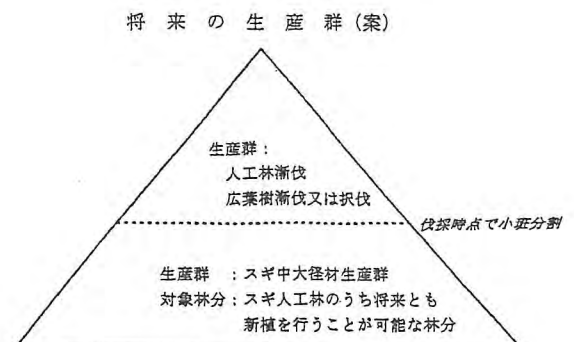 将来の生産群(案)
生産群：
人工林漸伐
広葉樹漸伐又は択伐
伐採時点で小班分割
生産群 ：スギ中大径材生産群
対象林分：スギ人工林のうち将来とも
新植を行うことが可能な林分